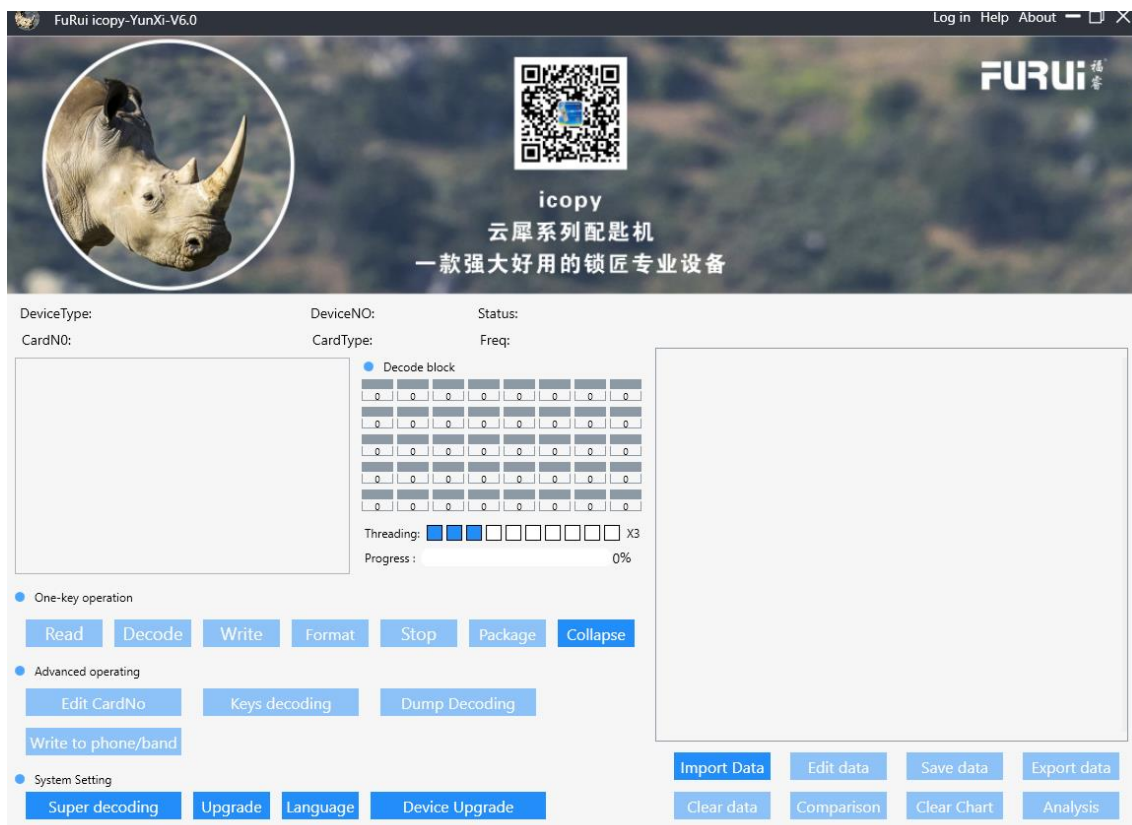 FuRui icopy-YunXi-V6.0
Log in Help About
FURUi 福睿
icopy
云犀系列配匙机
一款强大好用的锁匠专业设备
DeviceType: DeviceNO: Status:
CardN0: CardType: Freq:
Decode block
0 0 0 0 0 0 0 0
0 0 0 0 0 0 0 0
0 0 0 0 0 0 0 0
0 0 0 0 0 0 0 0
0 0 0 0 0 0 0 0
Threading: X3
Progress : 0%
One-key operation
Read Decode Write Format Stop Package Collapse
Advanced operating
Edit CardNo Keys decoding Dump Decoding
Write to phone/band
System Setting
Super decoding Upgrade Language Device Upgrade
Import Data Edit data Save data Export data
Clear data Comparison Clear Chart Analysis